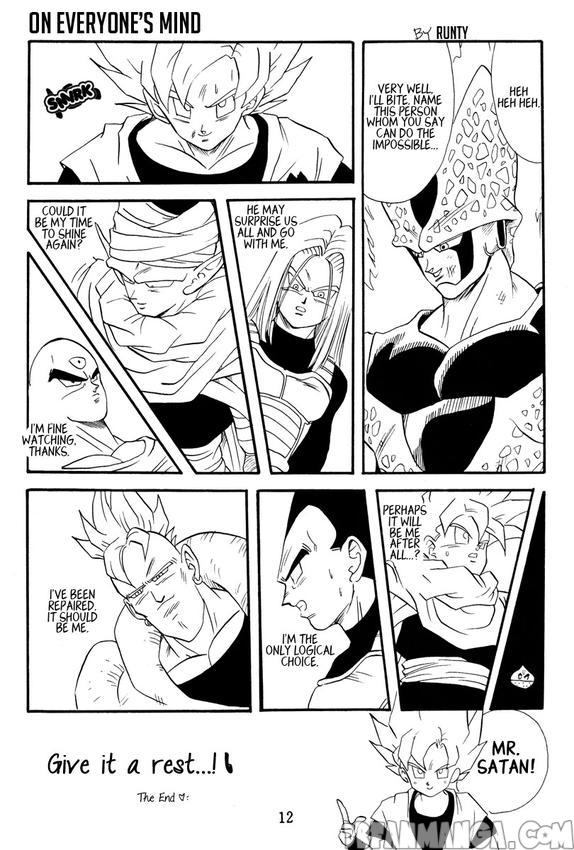 ON EVERYONE'S MIND
BY RUNTY
HEH
HEH HEH.
VERY WELL.
I'LL BITE. NAME
THIS PERSON
WHOM YOU SAY
CAN DO THE
IMPOSSIBLE...
SNNRK
HE MAY
SURPRISE US
ALL AND GO
WITH ME.
COULD IT
BE MY TIME
TO SHINE
AGAIN?
I'M FINE
WATCHING,
THANKS.
PERHAPS
IT WILL
BE ME
AFTER
ALL...?
I'M THE
ONLY LOGICAL
CHOICE.
I'VE BEEN
REPAIRED.
IT SHOULD
BE ME.
MR.
SATAN!
Give it a rest...!
The End ♡
12